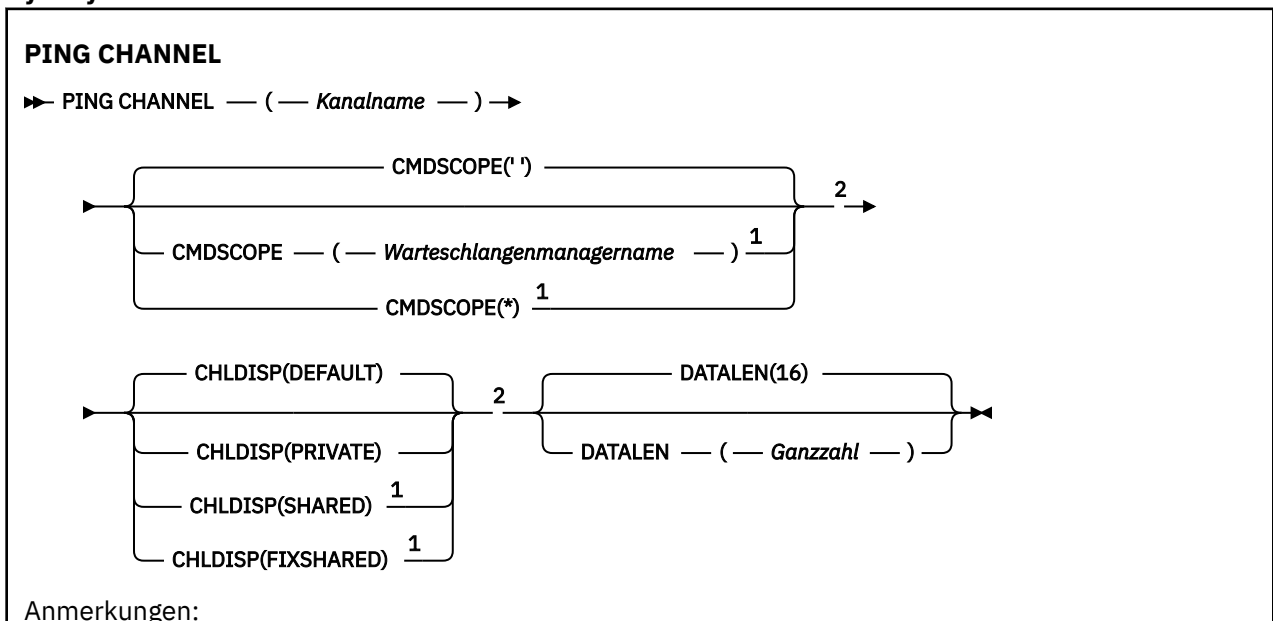 PING CHANNEL
PING CHANNEL ( Kanalname )
CMDSCOPE(' ')
2
CMDSCOPE ( Warteschlangenmanagername ) 1
CMDSCOPE(*) 1
CHLDISP(DEFAULT)
CHLDISP(PRIVATE)
CHLDISP(SHARED) 1
CHLDISP(FIXSHARED) 1
2
DATALEN(16)
DATALEN ( Ganzzahl )
Anmerkungen: